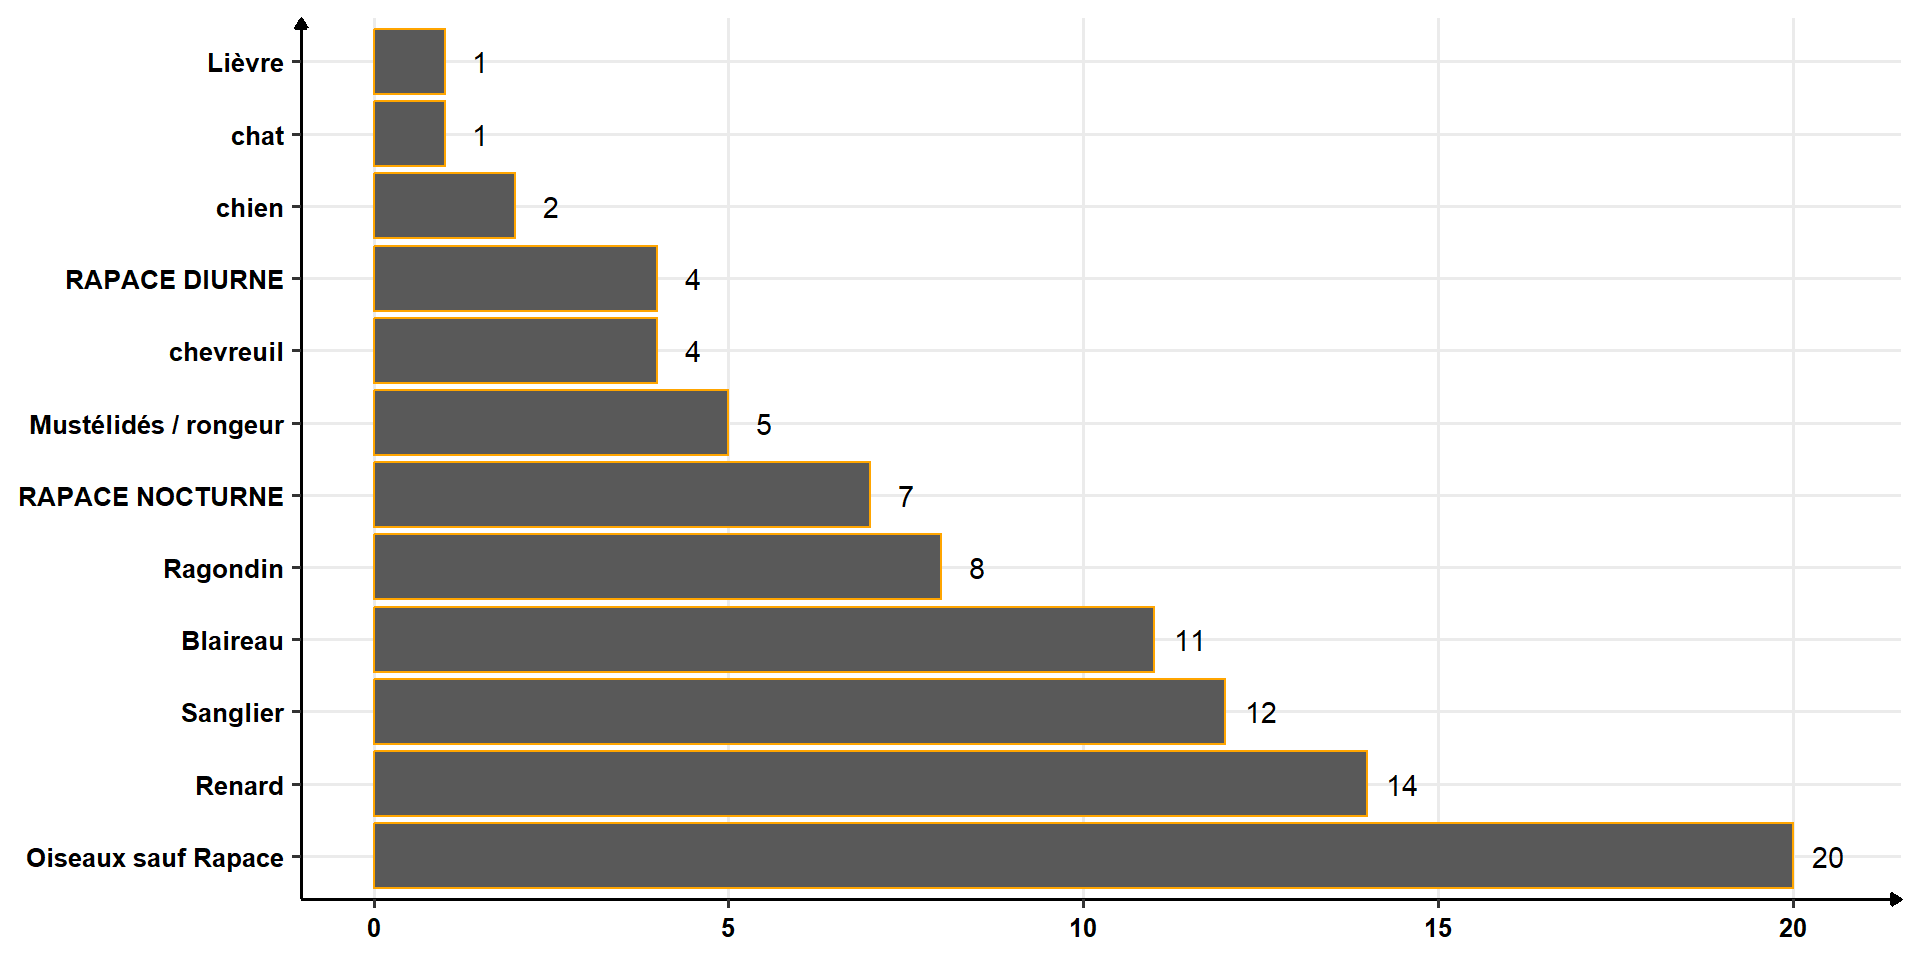 Lièvre 1
chat 1
chien 2
RAPACE DIURNE 4
chevreuil 4
Mustélidés / rongeur 5
RAPACE NOCTURNE 7
Ragondin 8
Blaireau 11
Sanglier 12
Renard 14
Oiseaux sauf Rapace 20
0 5 10 15 20